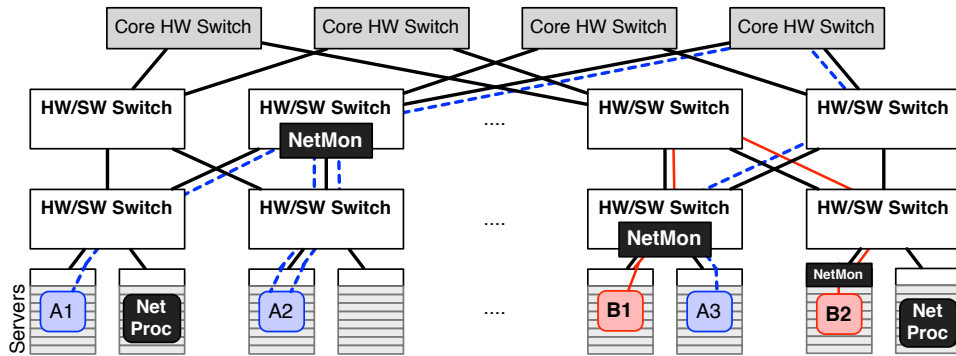 Core HW Switch Core HW Switch Core HW Switch Core HW Switch
HW/SW Switch HW/SW Switch .... HW/SW Switch HW/SW Switch
NetMon
HW/SW Switch HW/SW Switch .... HW/SW Switch HW/SW Switch
NetMon
NetMon
Servers
A1 Net Proc A2 .... B1 A3 B2 Net Proc